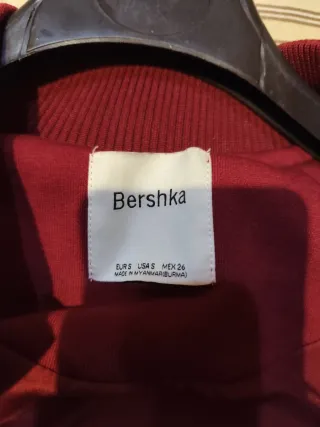 Bershka
EUR S USA S MEX 26
MADE IN MYANMAR(BURMA)